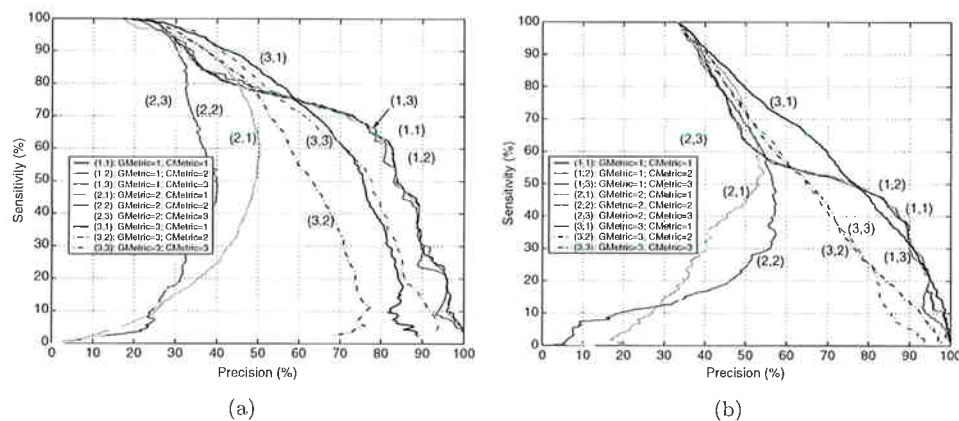 (a)
(b)
100
90
80
70
60
50
40
30
20
10
0
Sensitivity (%)
(3,1)
(2,3)
(2,2)
(2,1)
(1,3)
(1.1)
(1,2)
(3,3)
(3,2)
(1.1): GMetric=1; CMetric=1
(1.2): GMetric=1; CMetric=2
(1.3): GMetric=1; CMetric=3
(2.1): GMetric=2; CMetric=1
(2.2): GMetric=2; CMetric=2
(2.3): GMetric=2; CMetric=3
(3.1): GMetric=3; CMetric=1
(3.2): GMetric=3; CMetric=2
(3.3): GMetric=3; CMetric=3
0 10 20 30 40 50 60 70 80 90 100
Precision (%)
(a)
100
90
80
70
60
50
40
30
20
10
0
Sensitivity (%)
(3,1)
(2,3)
(2,1)
(1,2)
(1,1)
(3,3)
(3,2)
(1,3)
(2,2)
(1,1): GMetric=1; CMetric=1
(1,2): GMetric=1; CMetric=2
(1,3): GMetric=1; CMetric=3
(2,1): GMetric=2; CMetric=1
(2,2): GMetric=2; CMetric=2
(2,3): GMetric=2; CMetric=3
(3,1): GMetric=3; CMetric=1
(3,2): GMetric=3; CMetric=2
(3,3): GMetric=3; CMetric=3
0 10 20 30 40 50 60 70 80 90 100
Precision (%)
(b)